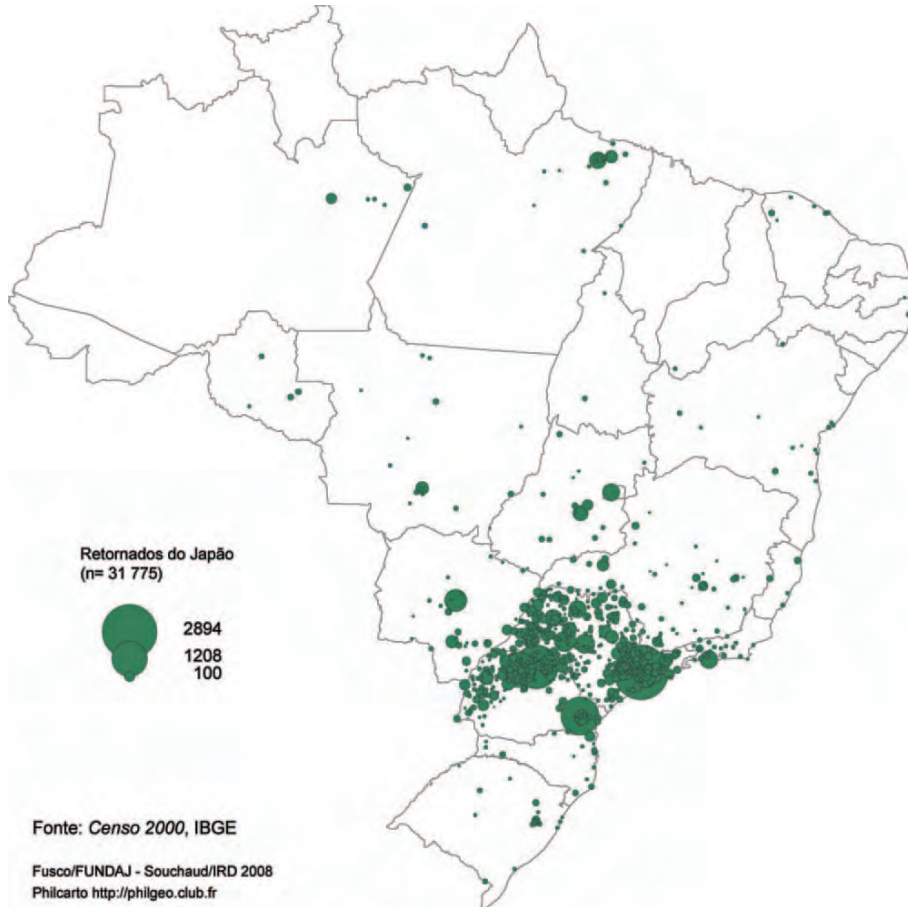 Retornados do Japão
(n= 31 775)
2894
1208
100
Fonte: Censo 2000, IBGE
Fusco/FUNDAJ - Souchaud/IRD 2008
Philcarto http://philgeo.club.fr